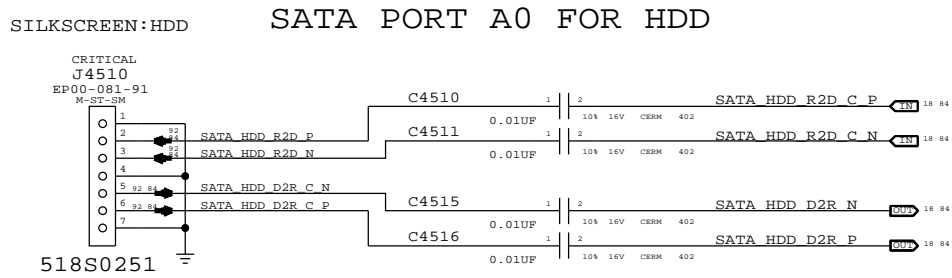 SILKSCREEN:HDD
SATA PORT A0 FOR HDD
CRITICAL
J4510
EP00-081-91
M-ST-SM
1
2 92 84 SATA_HDD_R2D_P
3 92 84 SATA_HDD_R2D_N
4
5 92 84 SATA_HDD_D2R_C_N
6 92 84 SATA_HDD_D2R_C_P
7
518S0251
C4510 1 2 SATA_HDD_R2D_C_P IN 18 84
0.01UF 10% 16V CERM 402
C4511 1 2 SATA_HDD_R2D_C_N IN 18 84
0.01UF 10% 16V CERM 402
C4515 1 2 SATA_HDD_D2R_N OUT 18 84
0.01UF 10% 16V CERM 402
C4516 1 2 SATA_HDD_D2R_P OUT 18 84
0.01UF 10% 16V CERM 402